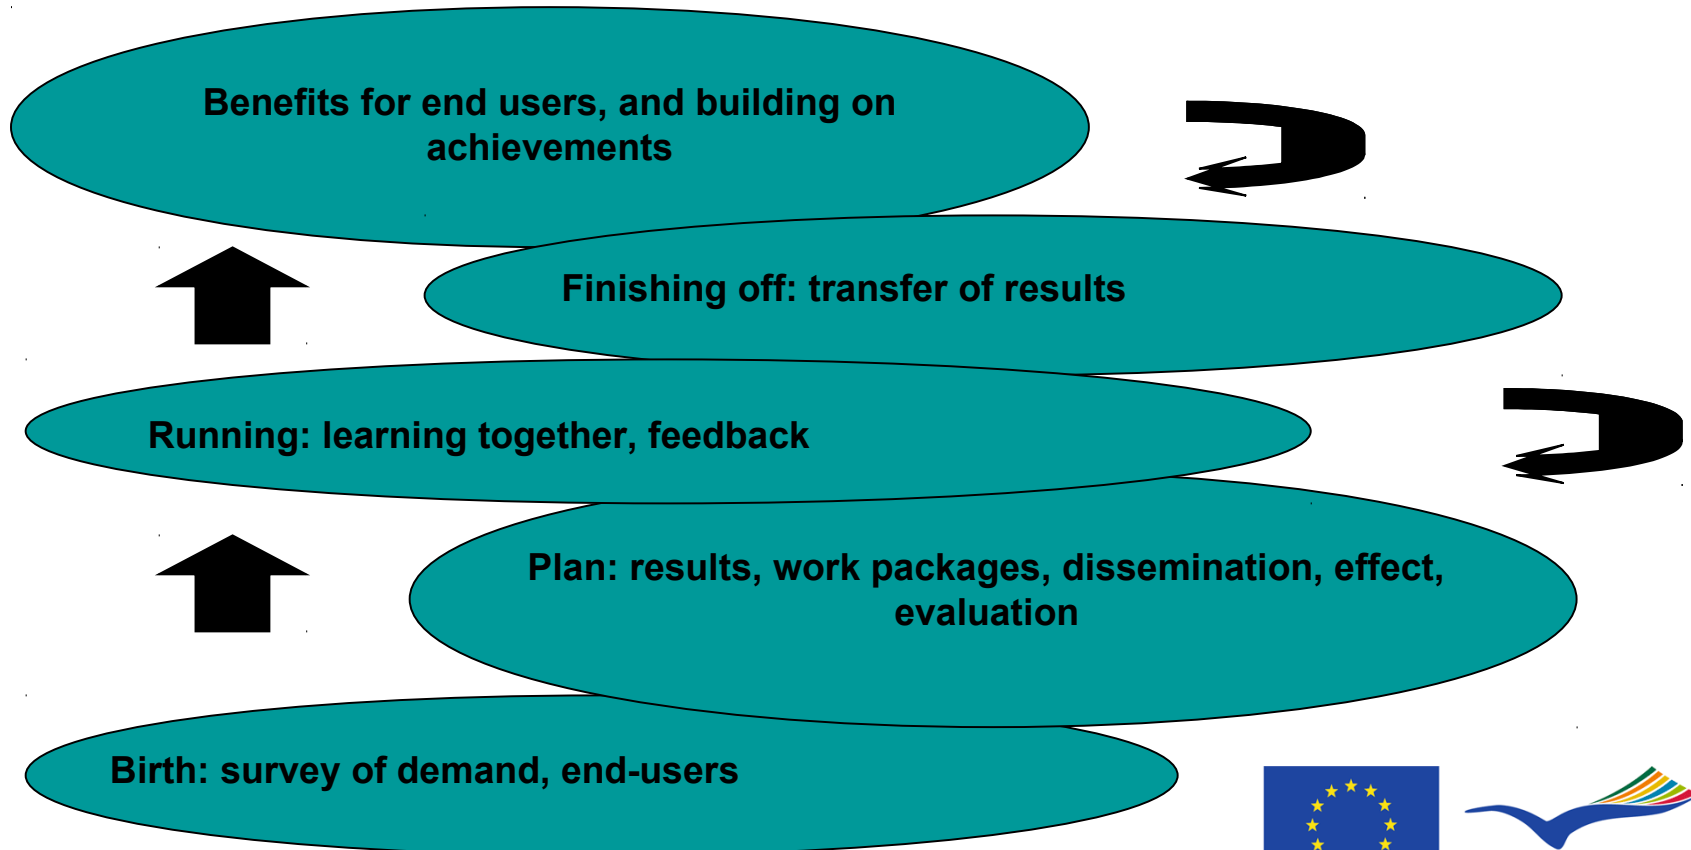 Benefits for end users, and building on
achievements
Finishing off: transfer of results
Running: learning together, feedback
Plan: results, work packages, dissemination, effect,
evaluation
Birth: survey of demand, end-users